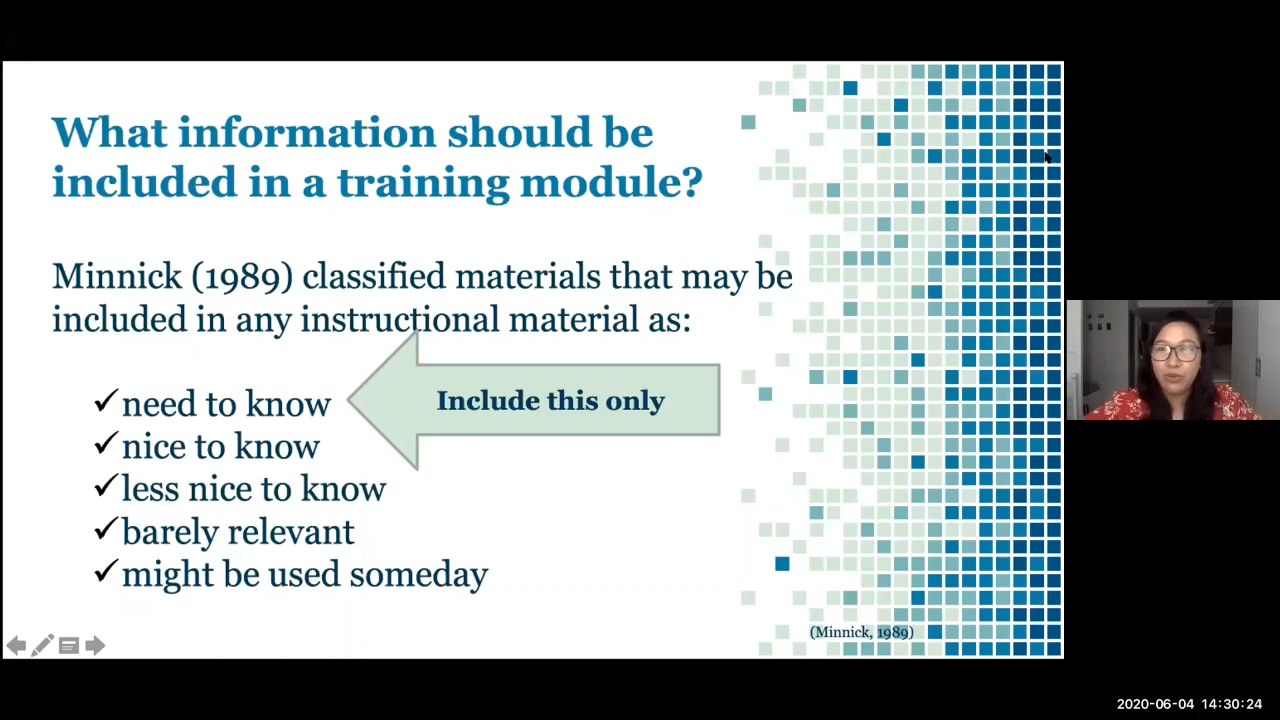 What information should be
included in a training module?
Minnick (1989) classified materials that may be
included in any instructional material as:
✓need to know
Include this only
✓nice to know
✓less nice to know
✓barely relevant
✓might be used someday
(Minnick, 1989)
2020-06-04 14:30:24